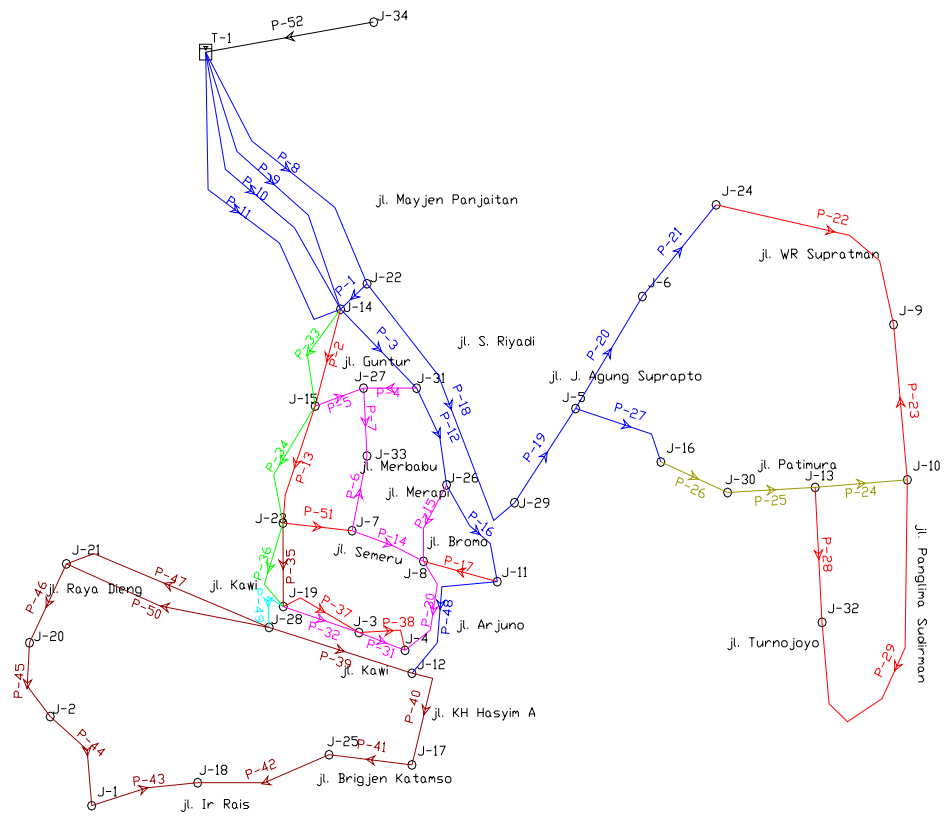 P-52
J-34
T-1
P-8
P-9
P-10
P-11
jl. Mayjen Panjaitan
J-24
P-22
P-21
jl. WR Supratman
J-22
P-1
J-14
J-6
J-9
P-33
P-2
P-3
jl. S. Riyadi
P-20
jl. Guntur
J-27
P-4
J-31
jl. J. Agung Suprapto
J-15
P-5
P-7
P-18
J-5
P-27
P-23
P-12
P-19
P-34
P-13
J-33
jl. Merbabu
J-16
jl. Patimura
J-10
P-6
jl. Merapi
J-26
P-26
J-30
P-25
J-13
P-24
J-29
P-15
P-16
J-23
P-51
J-7
P-14
jl. Semeru
jl. Bromo
J-8
P-17
J-11
P-28
jl. Panglima Sudirman
J-21
P-47
P-36
P-35
jl. Raya Dieng
P-46
P-50
jl. Kawi
P-49
J-19
J-28
P-37
P-32
J-3
P-38
P-31
J-4
P-20
P-48
jl. Arjuno
J-32
jl. Turnojoyo
P-29
J-20
P-39
jl. Kawi
J-12
P-45
P-40
J-2
jl. KH Hasyim A
P-44
J-25
P-41
J-17
J-1
P-43
J-18
P-42
jl. Brigjen Katamso
jl. Ir Rais